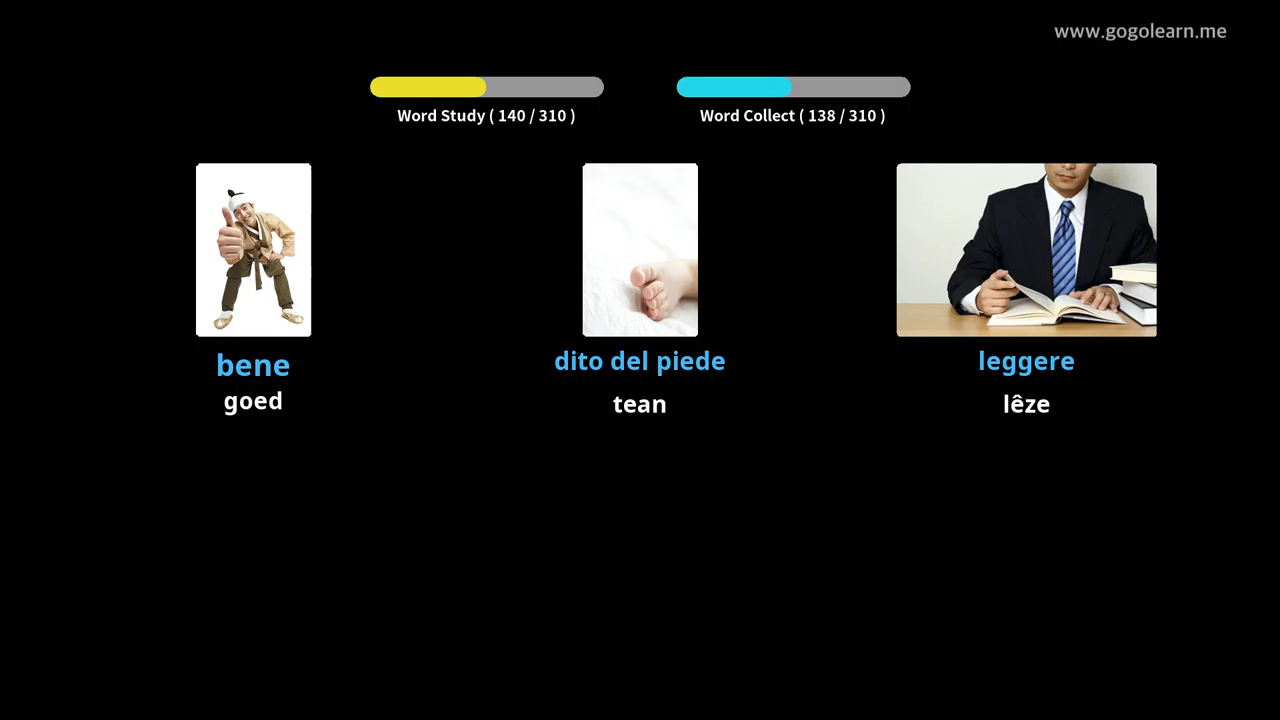 www.gogolearn.me
Word Study ( 140 / 310 )
Word Collect ( 138 / 310 )
bene
goed
dito del piede
tean
leggere
lêze